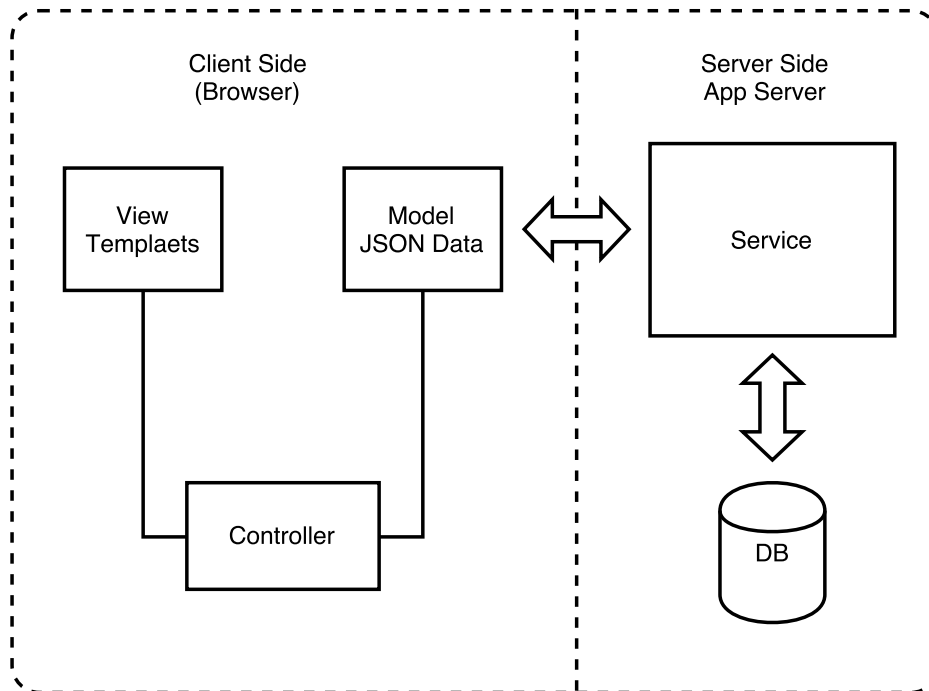 Client Side
(Browser)
Server Side
App Server
View
Templaets
Model
JSON Data
Service
Controller
DB